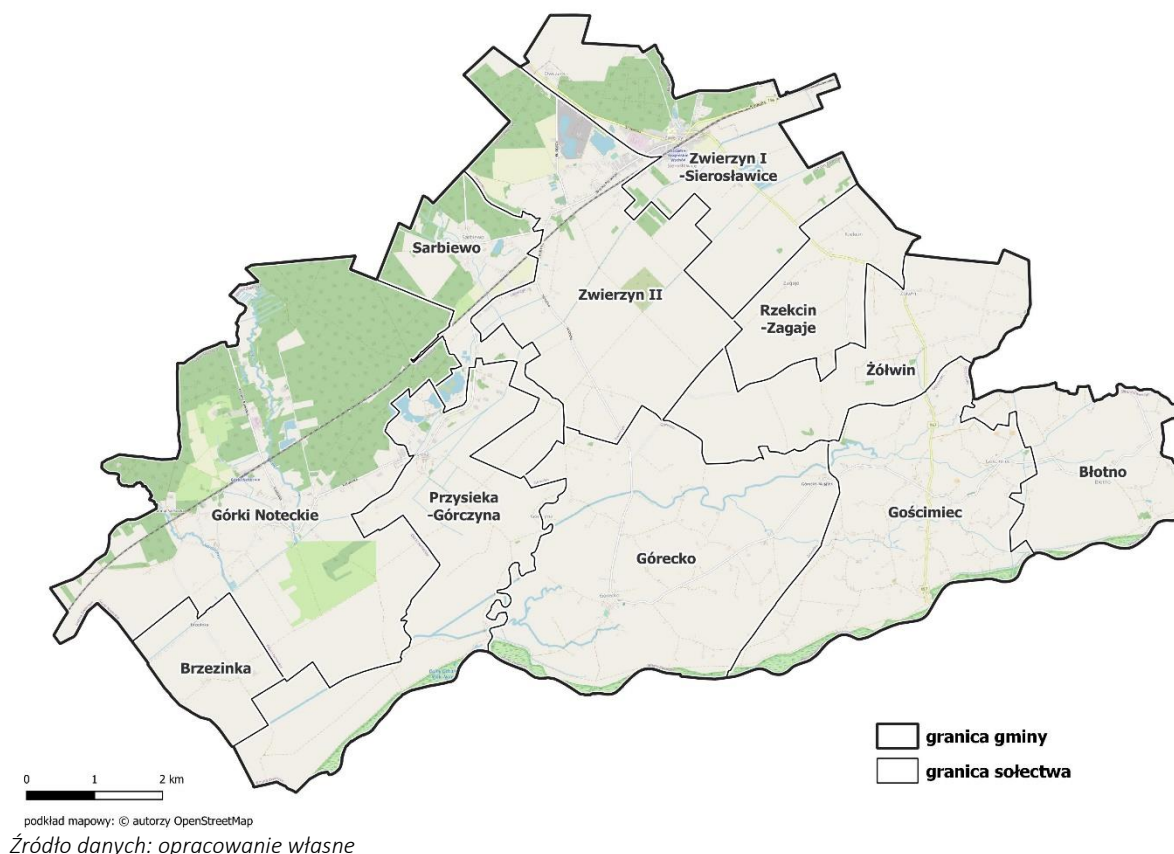 Zwierzyn I
-Sierosławice
Sarbiewo
Zwierzyn II
Rzekcin
-Zagaje
Żółwin
Błotno
Przysieka
-Górczyna
Górki Noteckie
Gościmiec
Górecko
Brzezinka
granica gminy
granica sołectwa
0 1 2 km
podkład mapowy: © autorzy OpenStreetMap
Źródło danych: opracowanie własne